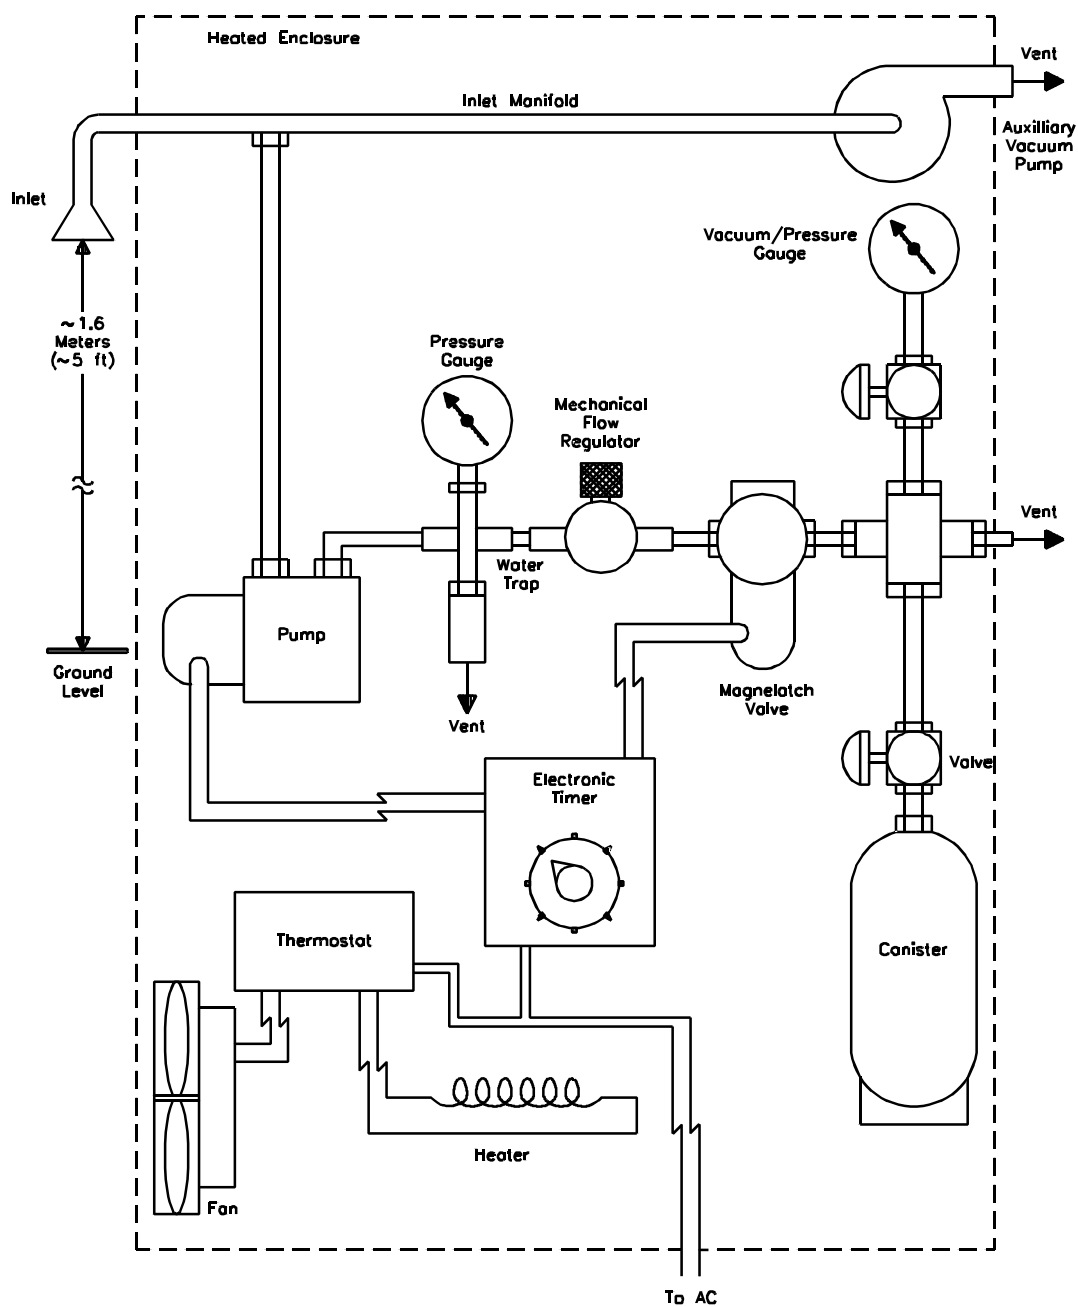 Heated Enclosure
Vent
Inlet Manifold
Auxilliary
Vacuum
Pump
Inlet
Vacuum/Pressure
Gauge
~1.6
Meters
(~5 ft)
Pressure
Gauge
Mechanical
Flow
Regulator
Vent
Water
Trap
Pump
Ground
Level
Magnelatch
Valve
Vent
Valve
Electronic
Timer
Thermostat
Canister
Heater
Fan
To AC